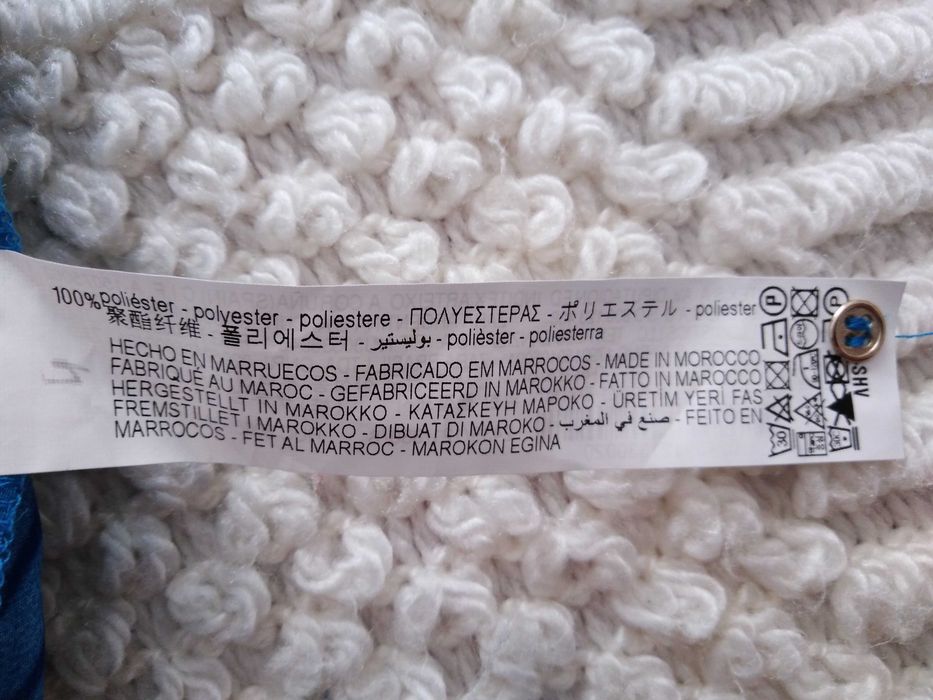 100% poliéster - polyester - poliestere - ΠΟΛΥΕΣΤΕΡΑΣ - ポリエステル - poliester
聚酯纤维 - 폴리에스터 - بوليستير - polièster - poliesterra
HECHO EN MARRUECOS - FABRICADO EM MARROCOS - MADE IN MOROCCO
FABRIQUÉ AU MAROC - GEFABRICEERD IN MAROKKO - FATTO IN MAROCCO
HERGESTELLT IN MAROKKO - ΚΑΤΑΣΚΕΥΗ ΜΑΡΟΚΟ - ÜRETİM YERİ FAS
FREMSTILLET I MAROKKO - DIBUAT DI MAROKO - صنع في المغرب - FEITO EN
MARROCOS - FET AL MARROC - MAROKON EGINA
P
P
30